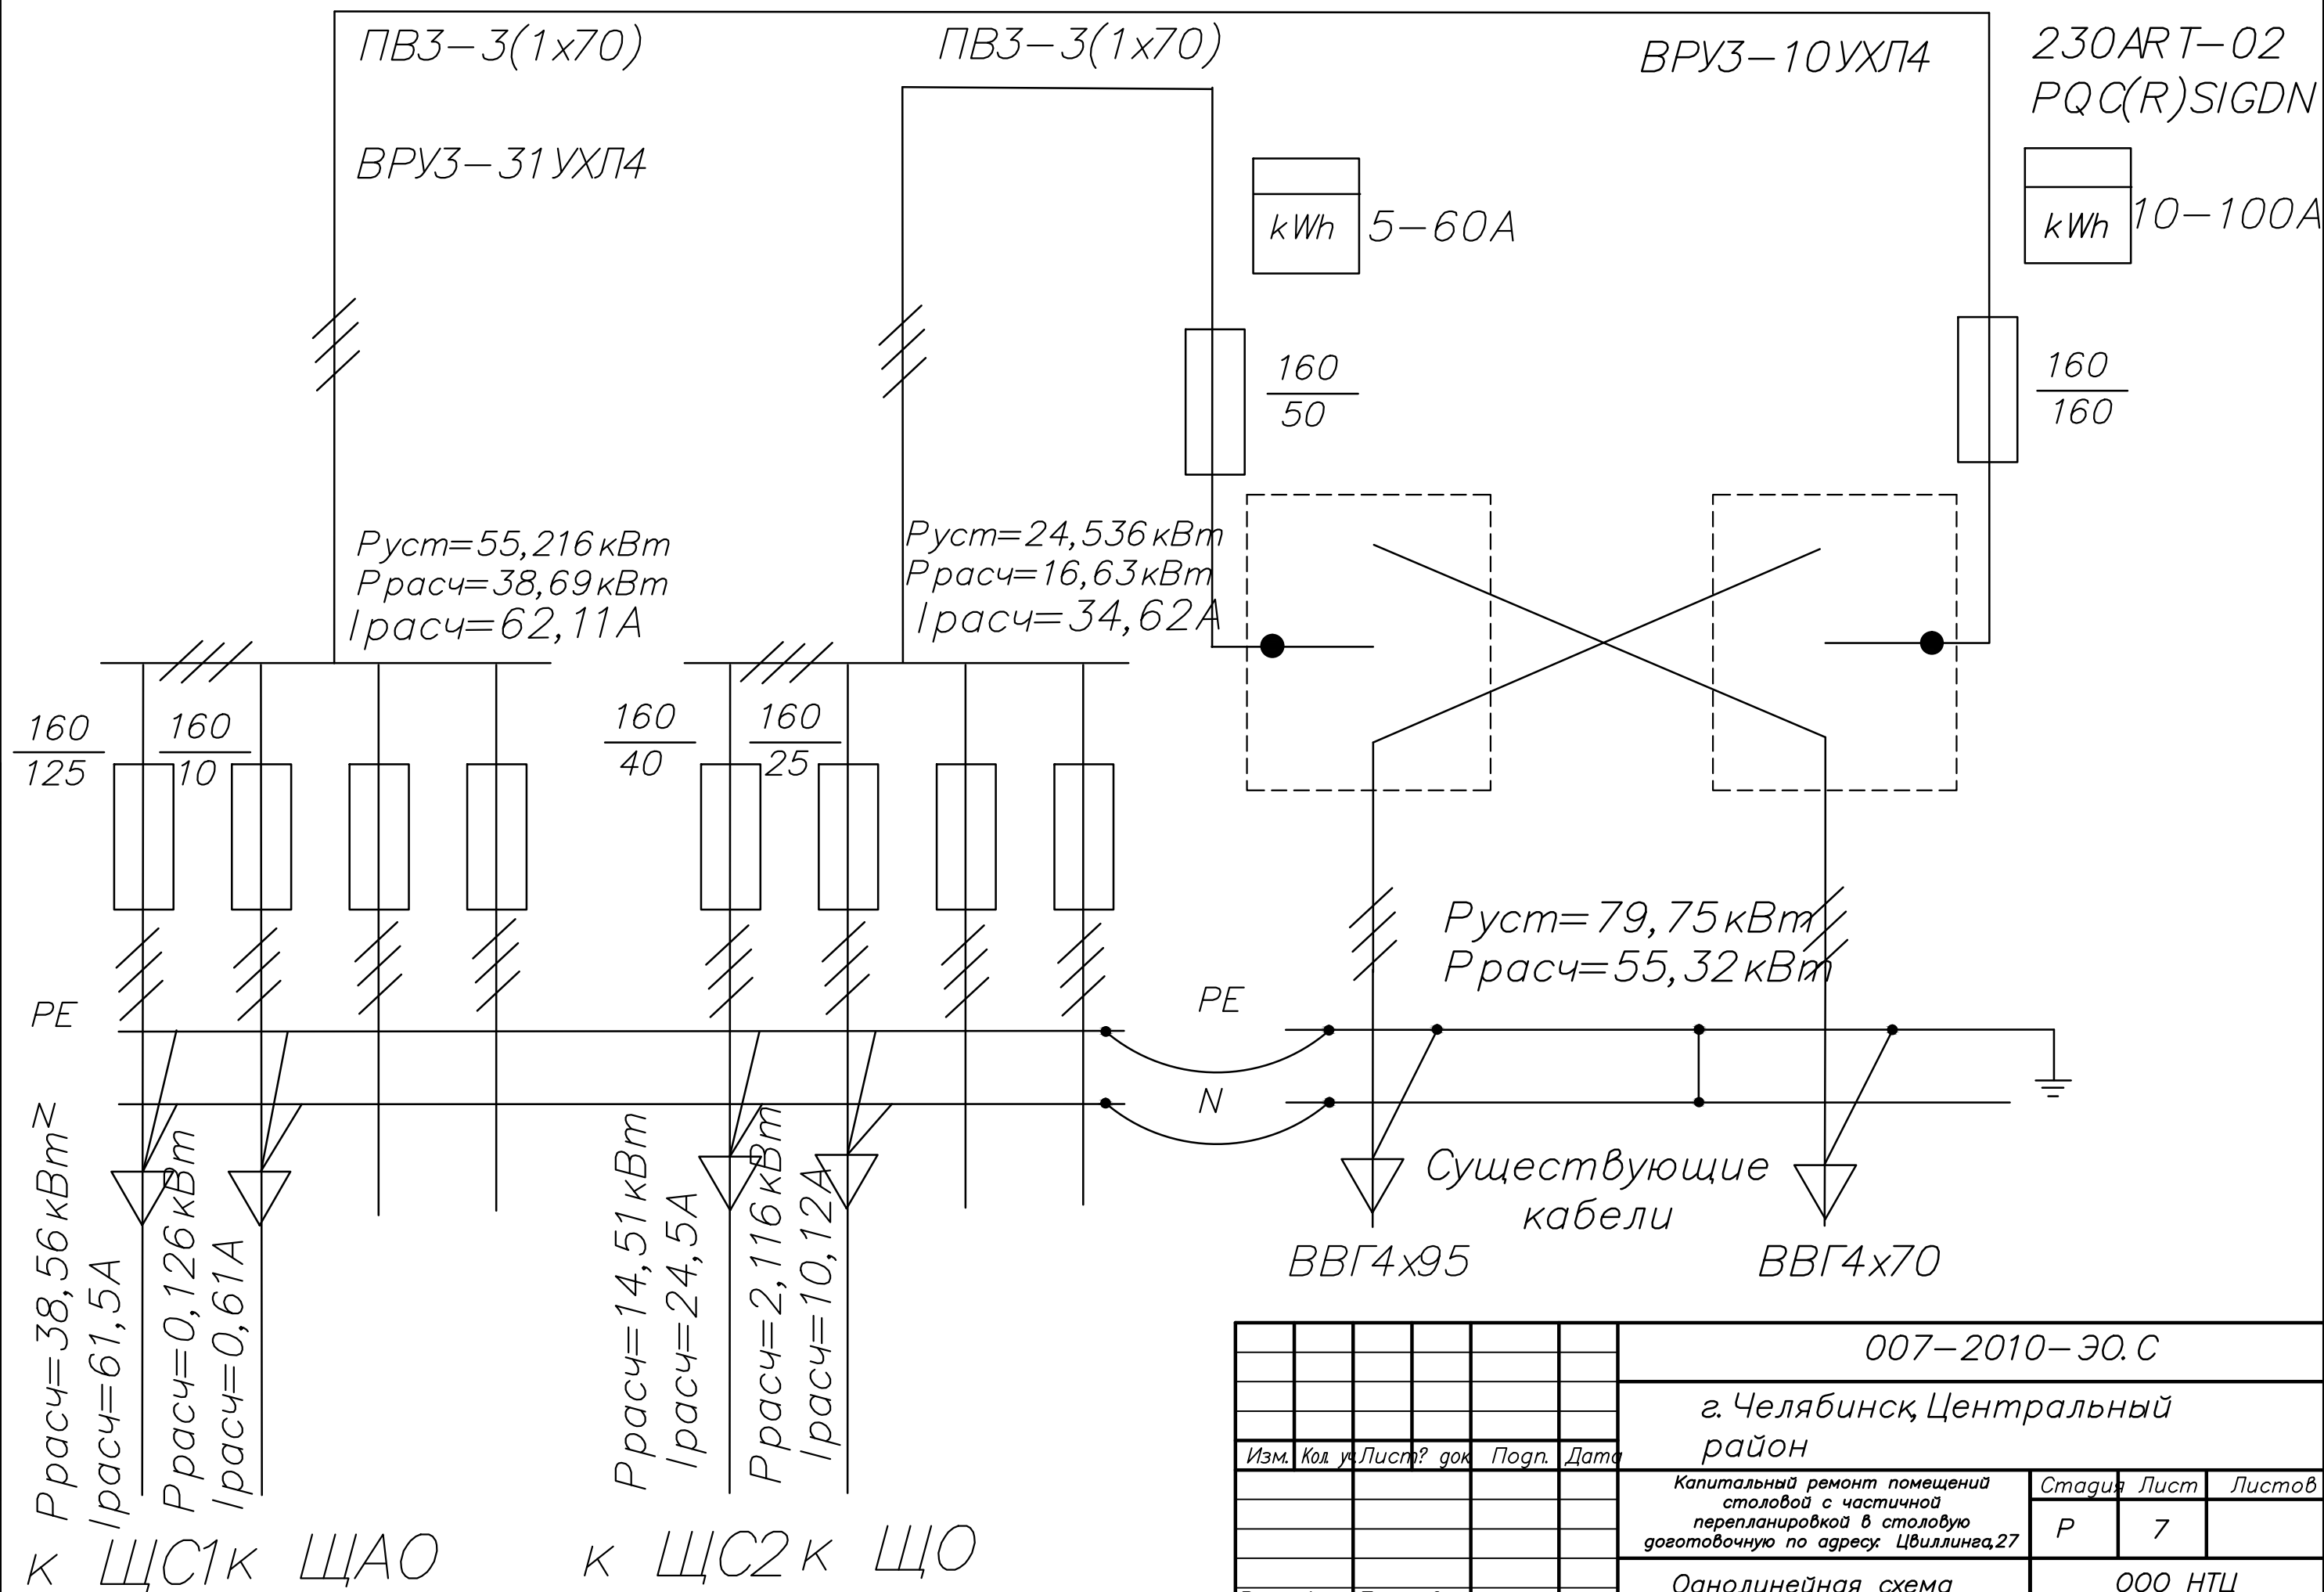 ПВ3-3(1х70)
ВРУ3-31УХЛ4
ПВ3-3(1х70)
ВРУ3-10УХЛ4
230ART-02
PQC(R)SIGDN
kWh
5-60А
kWh
10-100А
160
50
160
160
Руст=55,216кВт
Ррасч=38,69кВт
Iрасч=62,11А
Руст=24,536кВт
Ррасч=16,63кВт
Iрасч=34,62А
160
125
160
10
160
40
160
25
Руст=79,75кВт
Ррасч=55,32кВт
PE
PE
N
N
Существующие
кабели
ВВГ4х95
ВВГ4х70
Ррасч=38,56кВт
Iрасч=61,5А
Ррасч=0,126кВт
Iрасч=0,61А
Ррасч=14,51кВт
Iрасч=24,5А
Ррасч=2,116кВт
Iрасч=10,12А
к ЩС1
к ЩАО
к ЩС2
к ЩО
007-2010-ЭО.С
г. Челябинск, Центральный
район
Изм. Кол. уч. Лист ? док Подп. Дата
Капитальный ремонт помещений
столовой с частичной
перепланировкой в столовую
доготовочную по адресу: Цвиллинга,27
Стадия Лист Листов
Р 7
Однолинейная схема
ООО НТЦ